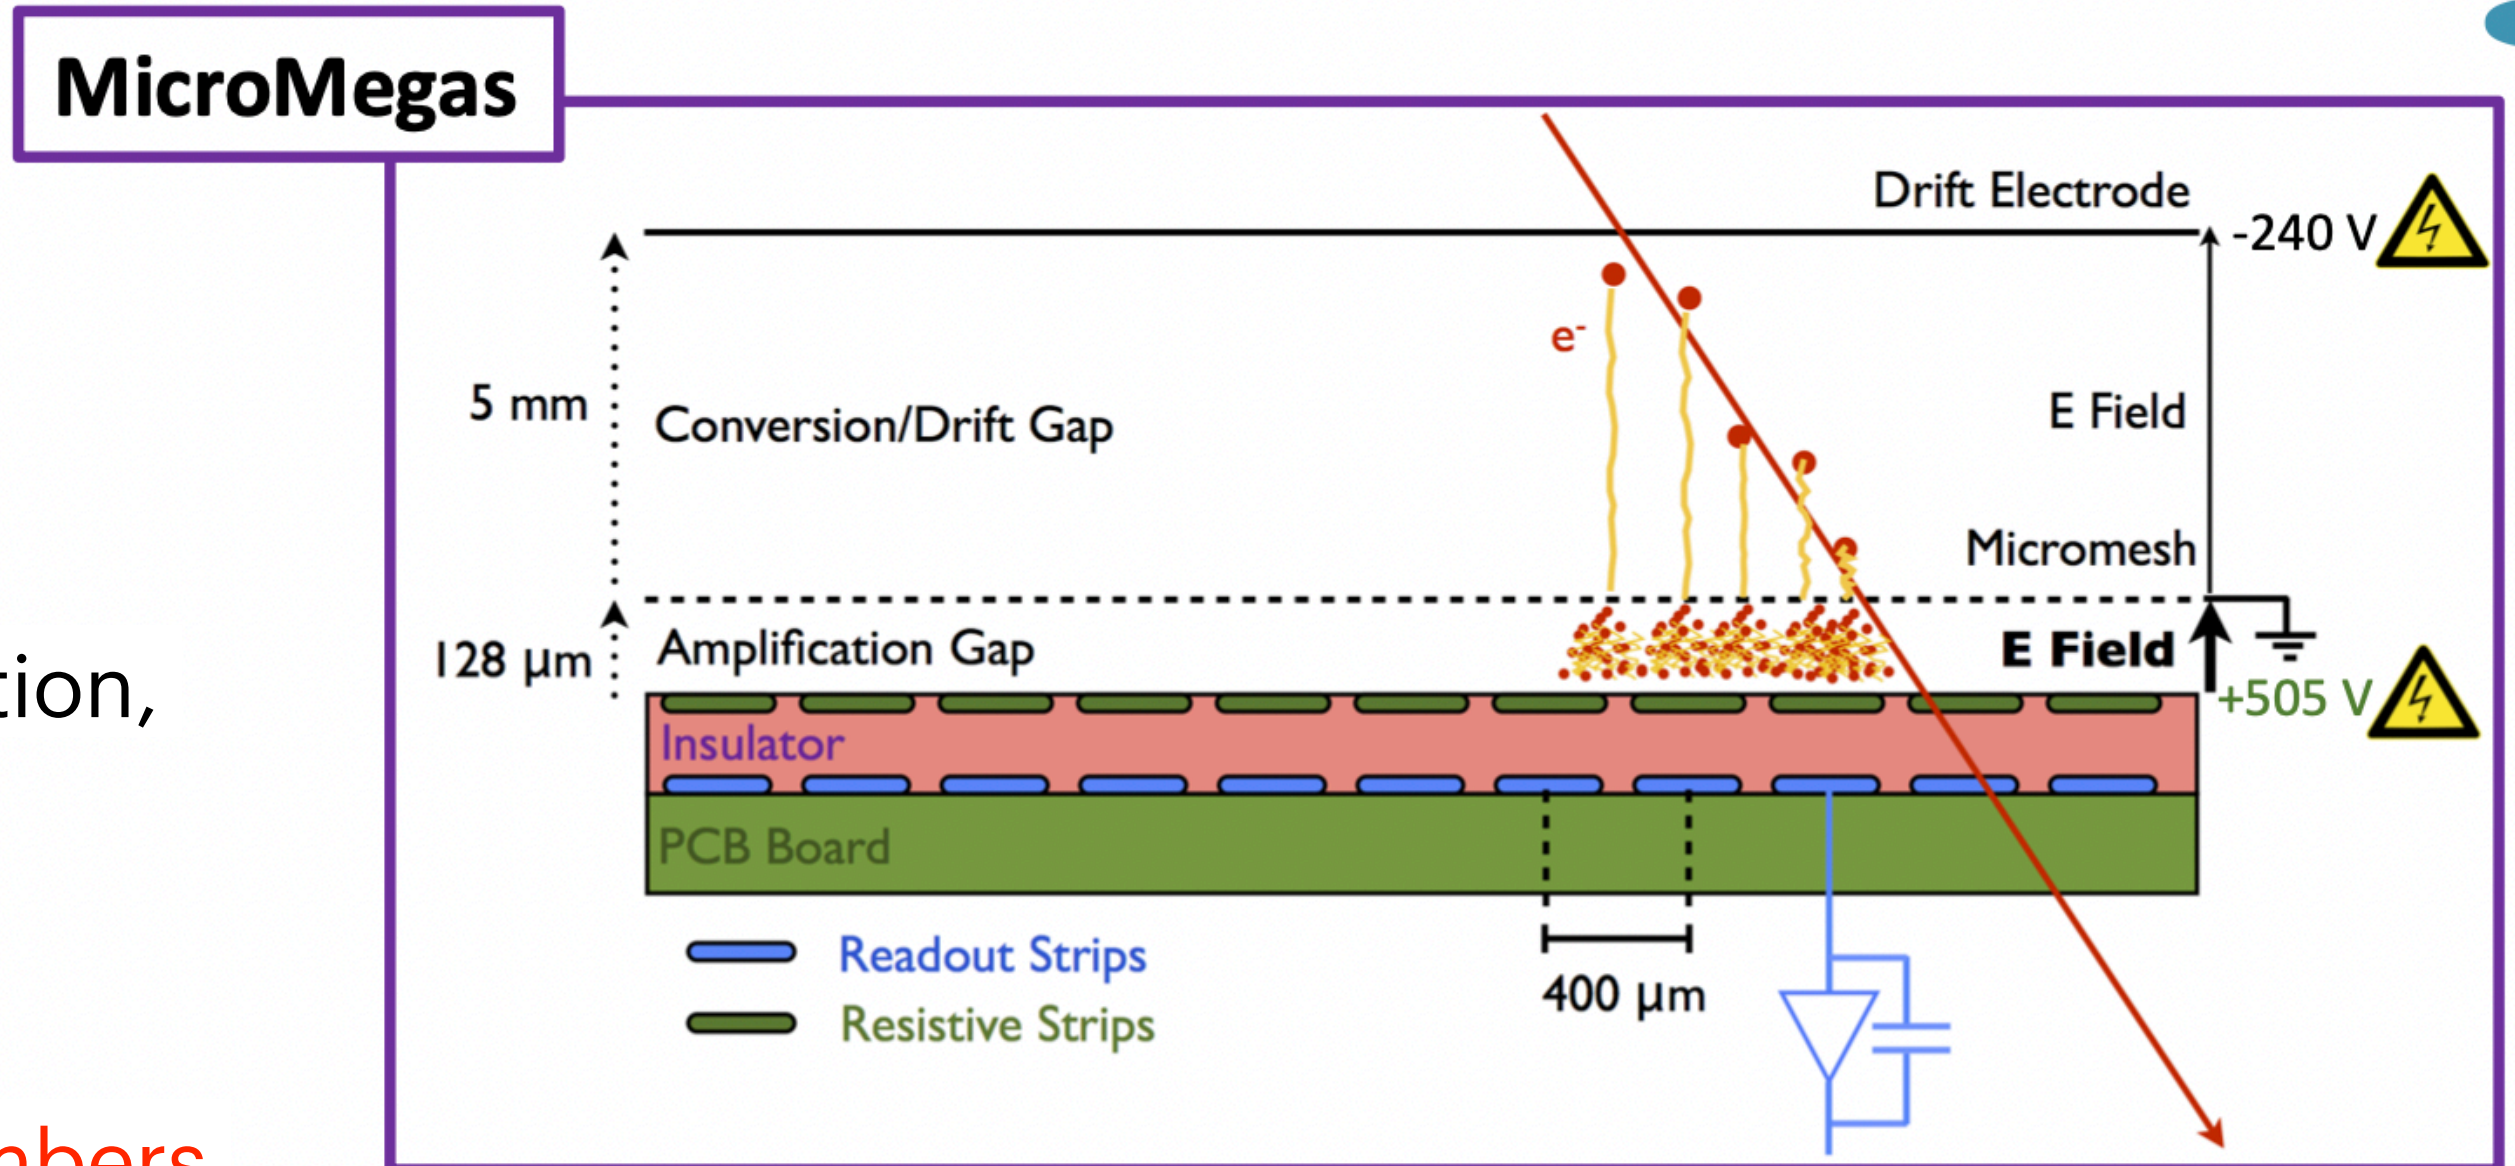 MicroMegas
Drift Electrode
-240 V
e-
5 mm
Conversion/Drift Gap
E Field
Micromesh
128 μm
Amplification Gap
E Field
tion,
+505 V
Insulator
PCB Board
Readout Strips
400 μm
Resistive Strips
mbers